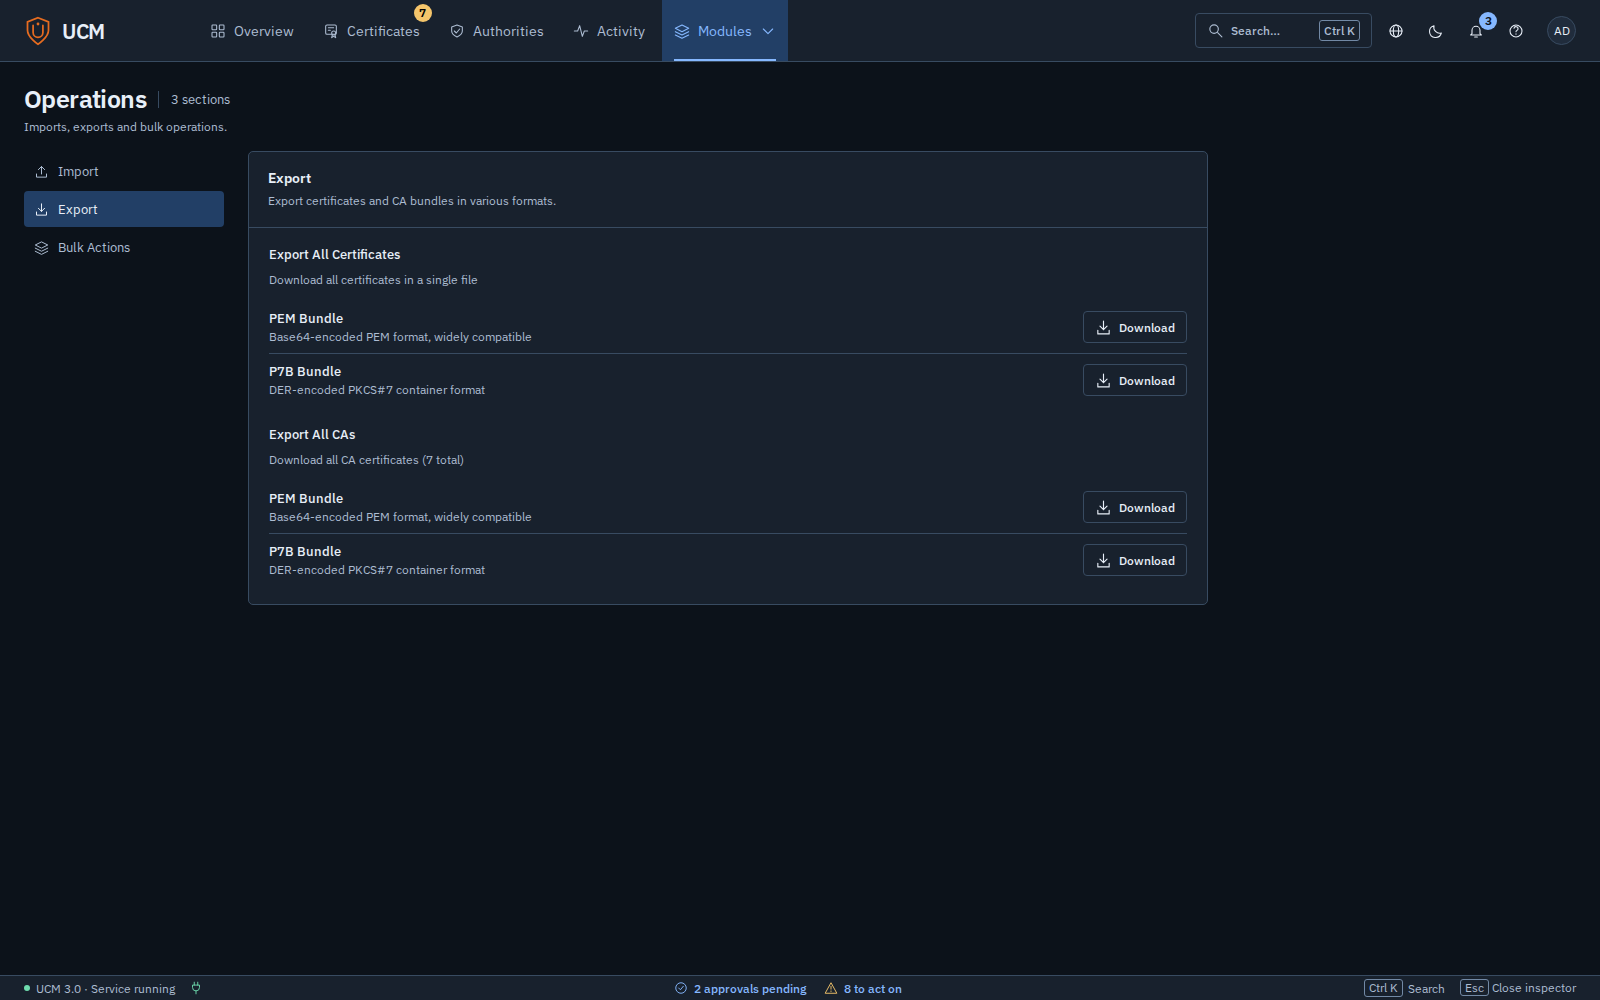 UCM
Overview
Certificates
7
Authorities
Activity
Modules
Search...
Ctrl K
3
AD
Operations
3 sections
Imports, exports and bulk operations.
Import
Export
Bulk Actions
Export
Export certificates and CA bundles in various formats.
Export All Certificates
Download all certificates in a single file
PEM Bundle
Base64-encoded PEM format, widely compatible
Download
P7B Bundle
DER-encoded PKCS#7 container format
Download
Export All CAs
Download all CA certificates (7 total)
PEM Bundle
Base64-encoded PEM format, widely compatible
Download
P7B Bundle
DER-encoded PKCS#7 container format
Download
UCM 3.0 · Service running
2 approvals pending
8 to act on
Ctrl K Search
Esc Close inspector